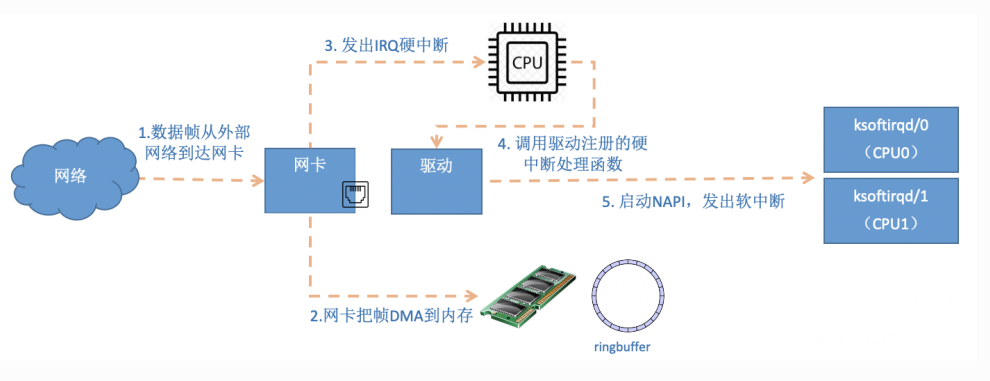 3. 发出IRQ硬中断
CPU
1.数据帧从外部
网络到达网卡
网络
网卡
驱动
4. 调用驱动注册的硬
中断处理函数
5. 启动NAPI，发出软中断
ksoftirqd/0
（CPU0）
ksoftirqd/1
（CPU1）
2.网卡把帧DMA到内存
ringbuffer